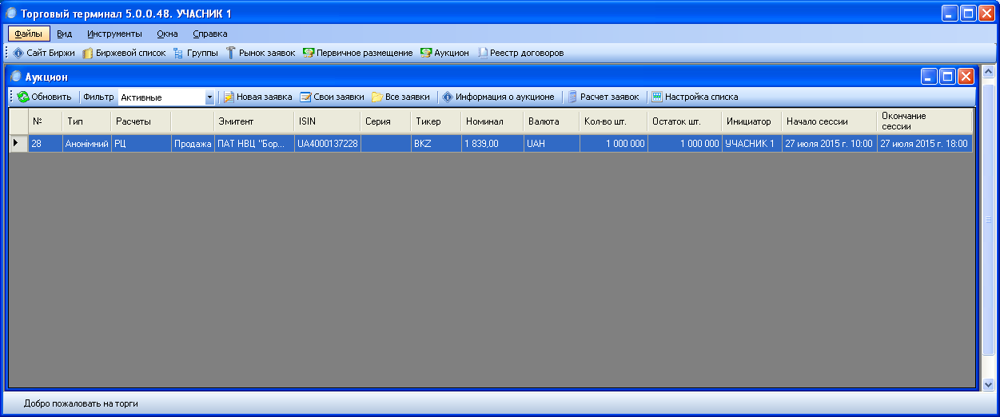 Торговый терминал 5.0.0.48. УЧАСНИК 1
Файлы Вид Инструменты Окна Справка
Сайт Биржи Биржевой список Группы Рынок заявок Первичное размещение Аукцион Реестр договоров
Аукцион
Обновить Фильтр Активные Новая заявка Свои заявки Все заявки Информация о аукционе Расчет заявок Настройка списка
№ Тип Расчеты Эмитент ISIN Серия Тикер Номинал Валюта Кол-во шт. Остаток шт. Инициатор Начало сессии Окончание сессии
28 Анонімний РЦ Продажа ПАТ НВЦ "Бор... UA4000137228 BKZ 1 839,00 UAH 1 000 000 1 000 000 УЧАСНИК 1 27 июля 2015 г. 10:00 27 июля 2015 г. 18:00
Добро пожаловать на торги